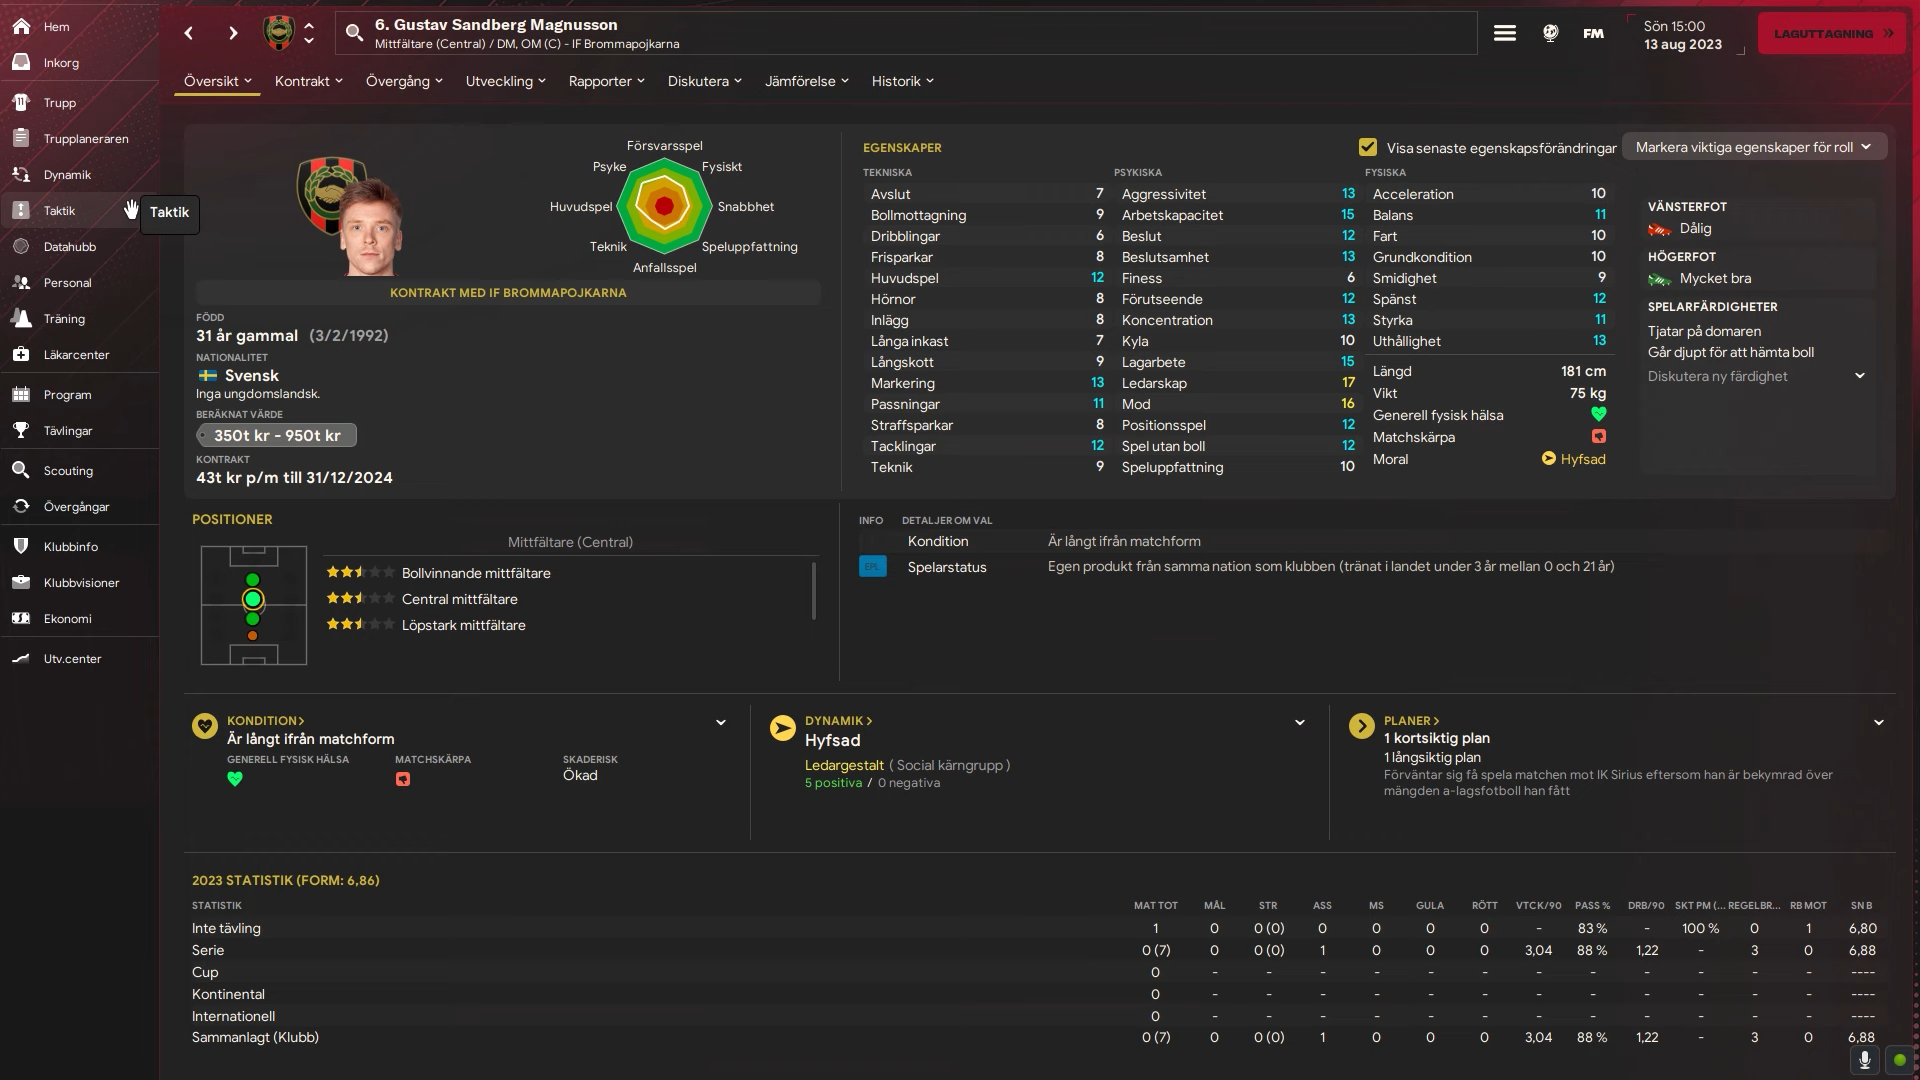 Hem
Inkorg
Trupp
Trupplaneraren
Dynamik
Taktik
Datahubb
Personal
Träning
Läkarcenter
Program
Tävlingar
Scouting
Övergångar
Klubbinfo
Klubbvisioner
Ekonomi
Utv.center
Taktik
6. Gustav Sandberg Magnusson
Mittfältare (Central) / DM, OM (C) - IF Brommapojkarna
FM
Sön 15:00
13 aug 2023
LAGUTTAGNING
Översikt Kontrakt Övergång Utveckling Rapporter Diskutera Jämförelse Historik
Försvarsspel
Psyke Fysiskt
Huvudspel Snabbhet
Teknik Speluppfattning
Anfallsspel
KONTRAKT MED IF BROMMAPOJKARNA
FÖDD
31 år gammal (3/2/1992)
NATIONALITET
Svensk
Inga ungdomslandsk.
BERÄKNAT VÄRDE
350t kr - 950t kr
KONTRAKT
43t kr p/m till 31/12/2024
EGENSKAPER
Visa senaste egenskapsförändringar
Markera viktiga egenskaper för roll
TEKNISKA
Avslut 7
Bollmottagning 9
Dribblingar 6
Frisparkar 8
Huvudspel 12
Hörnor 8
Inlägg 8
Långa inkast 7
Långskott 9
Markering 13
Passningar 11
Straffsparkar 8
Tacklingar 12
Teknik 9
PSYKISKA
Aggressivitet 13
Arbetskapacitet 15
Beslut 12
Beslutsamhet 13
Finess 6
Förutseende 12
Koncentration 13
Kyla 10
Lagarbete 15
Ledarskap 17
Mod 16
Positionsspel 12
Spel utan boll 12
Speluppfattning 10
FYSISKA
Acceleration 10
Balans 11
Fart 10
Grundkondition 10
Smidighet 9
Spänst 12
Styrka 11
Uthållighet 13
Längd 181 cm
Vikt 75 kg
Generell fysisk hälsa
Matchskärpa
Moral Hyfsad
VÄNSTERFOT
Dålig
HÖGERFOT
Mycket bra
SPELARFÄRDIGHETER
Tjatar på domaren
Går djupt för att hämta boll
Diskutera ny färdighet
POSITIONER
Mittfältare (Central)
Bollvinnande mittfältare
Central mittfältare
Löpstark mittfältare
INFO DETALJER OM VAL
Kondition Är långt ifrån matchform
EPL Spelarstatus Egen produkt från samma nation som klubben (tränat i landet under 3 år mellan 0 och 21 år)
KONDITION
Är långt ifrån matchform
GENERELL FYSISK HÄLSA MATCHSKÄRPA SKADERISK
Ökad
DYNAMIK
Hyfsad
Ledargestalt ( Social kärngrupp )
5 positiva / 0 negativa
PLANER
1 kortsiktig plan
1 långsiktig plan
Förväntar sig få spela matchen mot IK Sirius eftersom han är bekymrad över
mängden a-lagsfotboll han fått
2023 STATISTIK (FORM: 6,86)
STATISTIK MAT TOT MÅL STR ASS MS GULA RÖTT VTCK/90 PASS % DRB/90 SKT PM (... REGELBR... RB MOT SN B
Inte tävling 1 0 0 (0) 0 0 0 0 - 83 % - 100 % 0 1 6,80
Serie 0 (7) 0 0 (0) 1 0 0 0 3,04 88 % 1,22 - 3 0 6,88
Cup 0 - - - - - - - - - - - - ----
Kontinental 0 - - - - - - - - - - - - ----
Internationell 0 - - - - - - - - - - - - ----
Sammanlagt (Klubb) 0 (7) 0 0 (0) 1 0 0 0 3,04 88 % 1,22 - 3 0 6,88